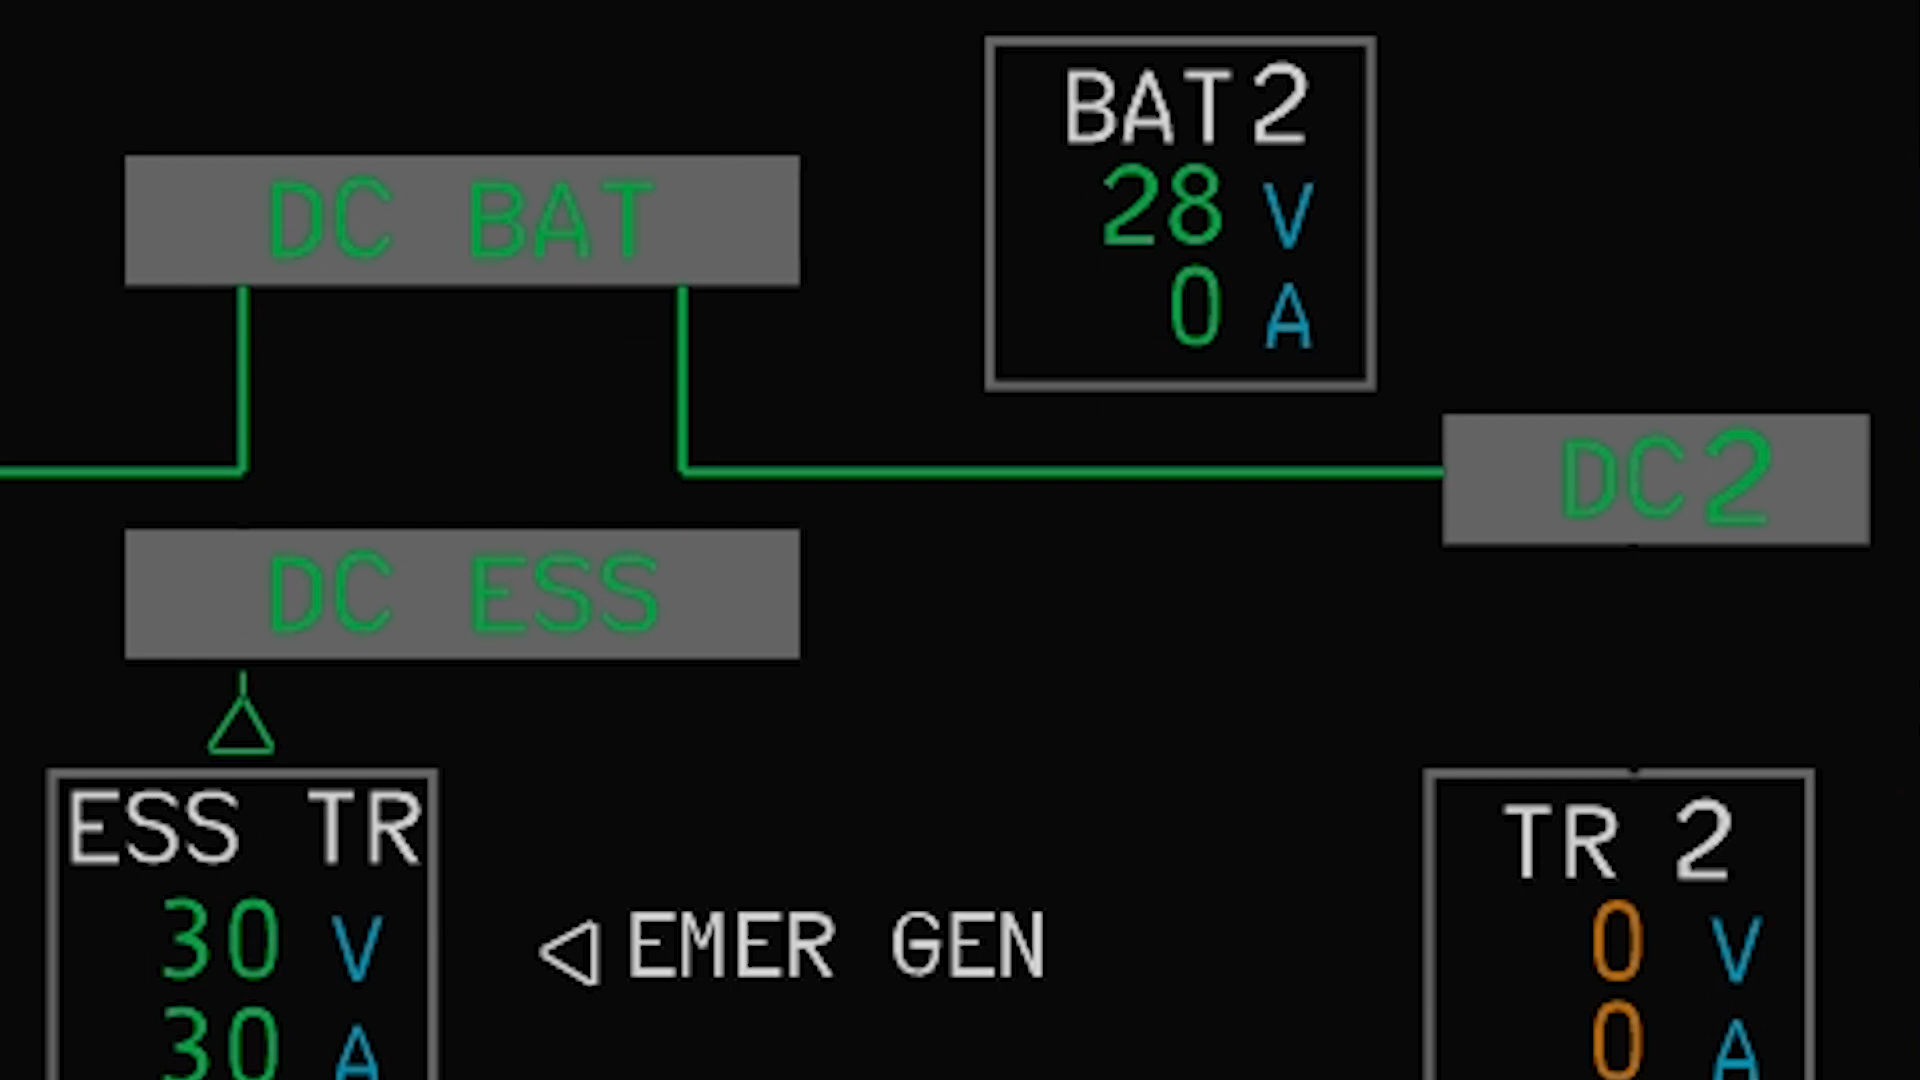 BAT 2
28 V
0 A
DC BAT
DC 2
DC ESS
ESS TR
30 V
30 A
EMER GEN
TR 2
0 V
0 A